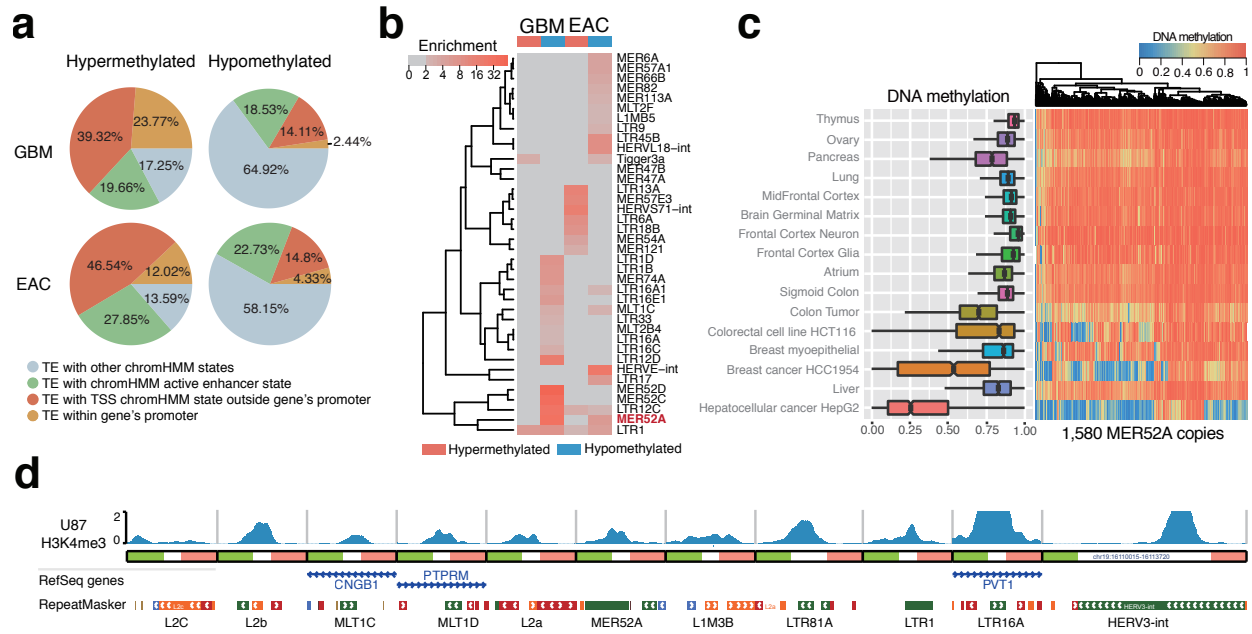 a
Hypermethylated
Hypomethylated
GBM
39.32%
23.77%
17.25%
19.66%
18.53%
14.11%
2.44%
64.92%
EAC
46.54%
12.02%
13.59%
27.85%
22.73%
14.8%
4.33%
58.15%
TE with other chromHMM states
TE with chromHMM active enhancer state
TE with TSS chromHMM state outside gene's promoter
TE within gene's promoter
b
GBM EAC
Enrichment
0 2 4 8 16 32
MER6A
MER57A1
MER66B
MER82
MER113A
MLT2F
L1MB5
LTR9
LTR45B
HERVL18-int
Tigger3a
MER47B
MER47A
LTR13A
MER57E3
HERVS71-int
LTR6A
LTR18B
MER54A
MER121
LTR1D
LTR1B
MER74A
LTR16A1
LTR16E1
MLT1C
LTR33
MLT2B4
LTR16A
LTR16C
LTR12D
HERVE-int
LTR17
MER52D
MER52C
LTR12C
MER52A
LTR1
Hypermethylated Hypomethylated
c
DNA methylation
0 0.2 0.4 0.6 0.8 1
DNA methylation
Thymus
Ovary
Pancreas
Lung
MidFrontal Cortex
Brain Germinal Matrix
Frontal Cortex Neuron
Frontal Cortex Glia
Atrium
Sigmoid Colon
Colon Tumor
Colorectal cell line HCT116
Breast myoepithelial
Breast cancer HCC1954
Liver
Hepatocellular cancer HepG2
0.00 0.25 0.50 0.75 1.00
1,580 MER52A copies
d
U87
H3K4me3
2
0
chr19:16110015-16113720
RefSeq genes
CNGB1
PTPRM
PVT1
RepeatMasker
L2c
L2a
HERV3-int
L2C L2b MLT1C MLT1D L2a MER52A L1M3B LTR81A LTR1 LTR16A HERV3-int